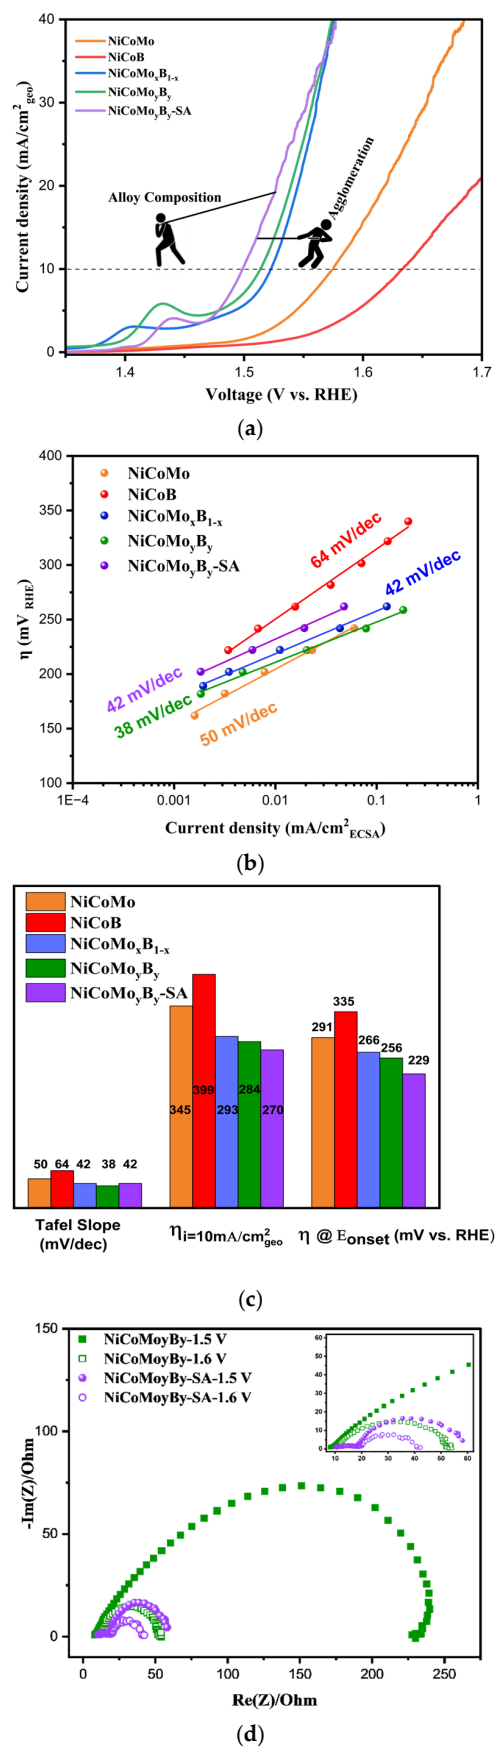 40
30
20
10
0
Current density (mA/cm²geo)
NiCoMo
NiCoB
NiCoMoxB1-x
NiCoMoyBy
NiCoMoyBy-SA
Alloy Composition
Agglomeration
1.4 1.5 1.6 1.7
Voltage (V vs. RHE)
(a)
400
350
300
250
200
150
100
η (mV RHE)
NiCoMo
NiCoB
NiCoMoxB1-x
NiCoMoyBy
NiCoMoyBy-SA
64 mV/dec
42 mV/dec
42 mV/dec
38 mV/dec
50 mV/dec
1E−4 0.001 0.01 0.1 1
Current density (mA/cm²ECSA)
(b)
NiCoMo
NiCoB
NiCoMoxB1-x
NiCoMoyBy
NiCoMoyBy-SA
50 64 42 38 42
345 399 293 284 270
291 335 266 256 229
Tafel Slope
(mV/dec)
ηi=10mA/cm²geo
η @ Eonset (mV vs. RHE)
(c)
150
100
50
0
-Im(Z)/Ohm
NiCoMoyBy-1.5 V
NiCoMoyBy-1.6 V
NiCoMoyBy-SA-1.5 V
NiCoMoyBy-SA-1.6 V
60
50
40
30
20
10
0
10 20 30 40 50 60
0 50 100 150 200 250
Re(Z)/Ohm
(d)